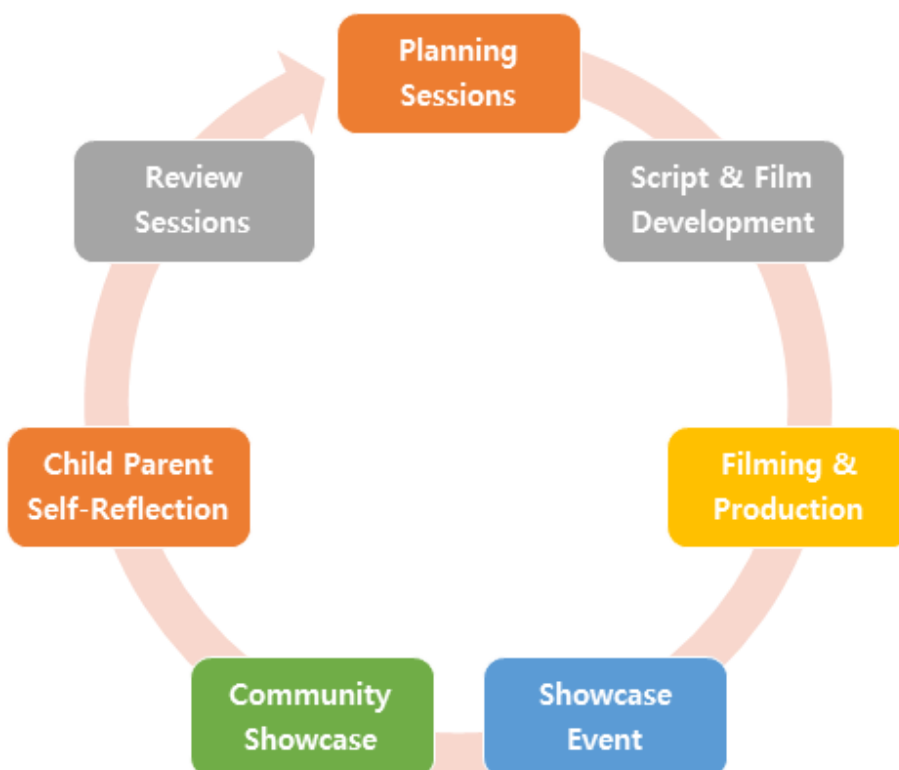 Planning
Sessions
Script & Film
Development
Filming &
Production
Showcase
Event
Community
Showcase
Child Parent
Self-Reflection
Review
Sessions